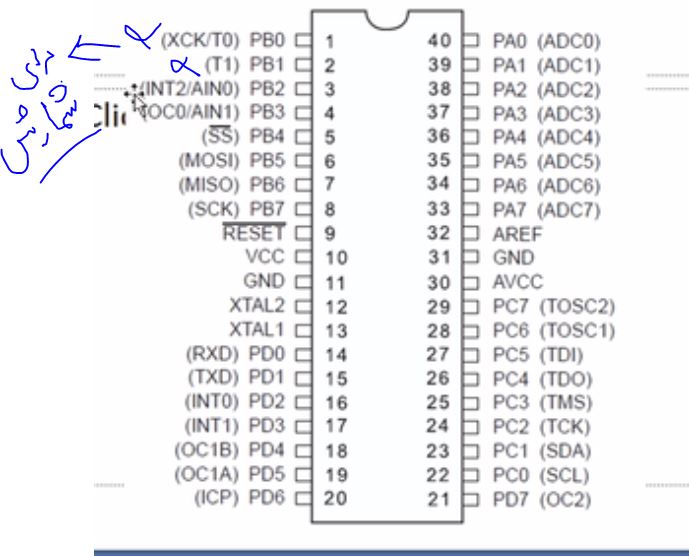 (XCK/T0) PB0 1 40 PA0 (ADC0)
(T1) PB1 2 39 PA1 (ADC1)
(INT2/AIN0) PB2 3 38 PA2 (ADC2)
(OC0/AIN1) PB3 4 37 PA3 (ADC3)
(SS) PB4 5 36 PA4 (ADC4)
(MOSI) PB5 6 35 PA5 (ADC5)
(MISO) PB6 7 34 PA6 (ADC6)
(SCK) PB7 8 33 PA7 (ADC7)
RESET 9 32 AREF
VCC 10 31 GND
GND 11 30 AVCC
XTAL2 12 29 PC7 (TOSC2)
XTAL1 13 28 PC6 (TOSC1)
(RXD) PD0 14 27 PC5 (TDI)
(TXD) PD1 15 26 PC4 (TDO)
(INT0) PD2 16 25 PC3 (TMS)
(INT1) PD3 17 24 PC2 (TCK)
(OC1B) PD4 18 23 PC1 (SDA)
(OC1A) PD5 19 22 PC0 (SCL)
(ICP) PD6 20 21 PD7 (OC2)